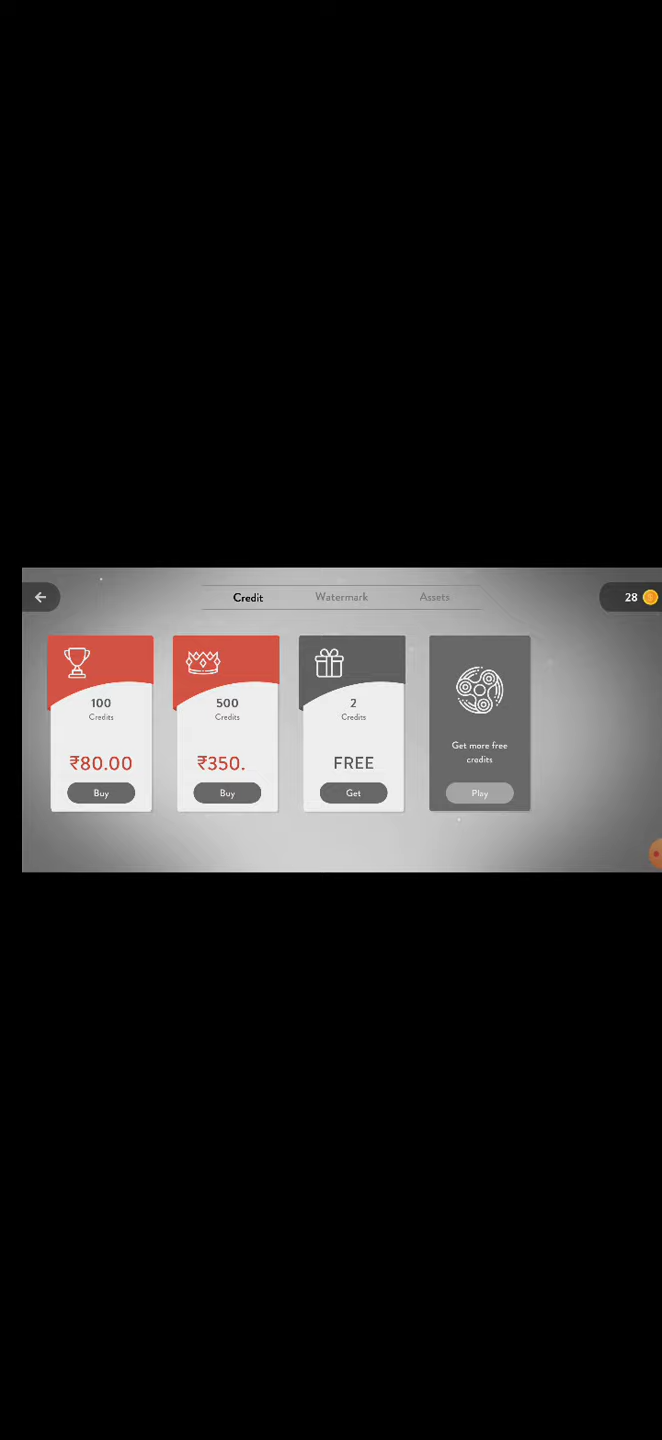 Credit Watermark Assets
28
100
Credits
₹80.00
Buy
500
Credits
₹350.
Buy
2
Credits
FREE
Get
Get more free
credits
Play